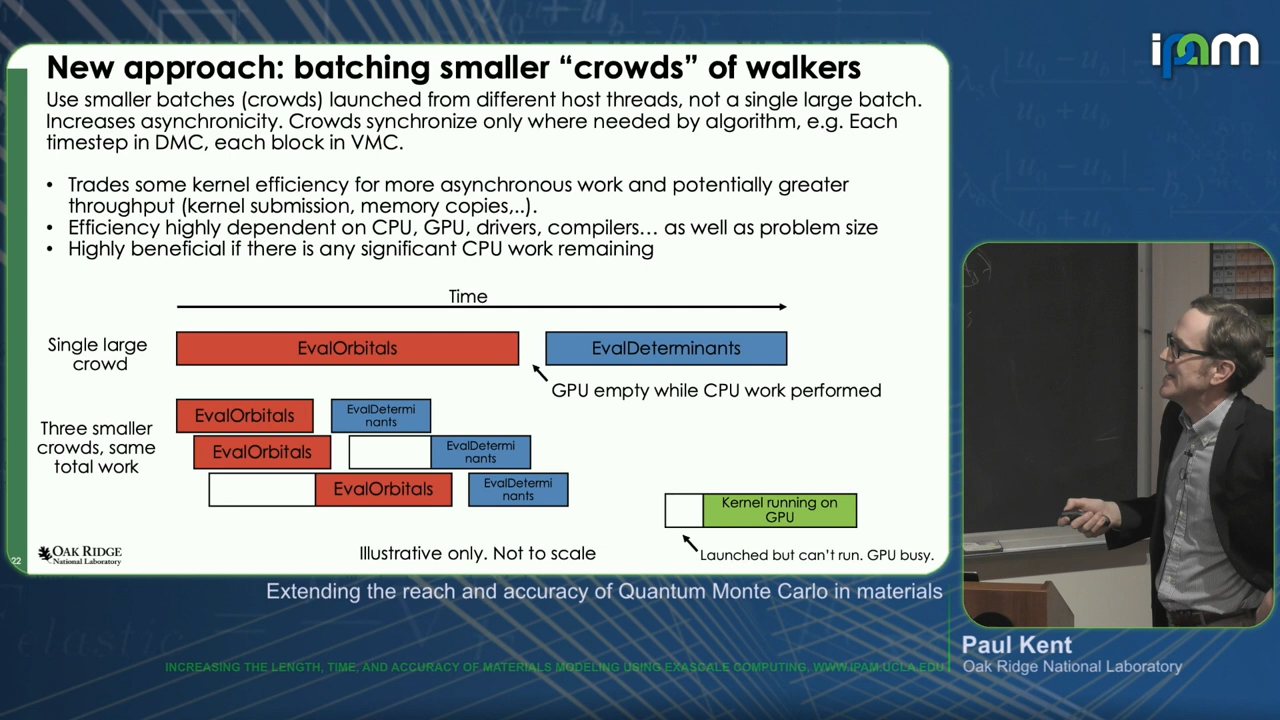 ipam
New approach: batching smaller “crowds” of walkers
Use smaller batches (crowds) launched from different host threads, not a single large batch.
Increases asynchronicity. Crowds synchronize only where needed by algorithm, e.g. Each
timestep in DMC, each block in VMC.
• Trades some kernel efficiency for more asynchronous work and potentially greater
throughput (kernel submission, memory copies,..).
• Efficiency highly dependent on CPU, GPU, drivers, compilers… as well as problem size
• Highly beneficial if there is any significant CPU work remaining
Time
Single large
crowd
EvalOrbitals
EvalDeterminants
GPU empty while CPU work performed
Three smaller
crowds, same
total work
EvalOrbitals
EvalDetermi
nants
EvalOrbitals
EvalDetermi
nants
EvalOrbitals
EvalDetermi
nants
Kernel running on
GPU
Launched but can’t run. GPU busy.
Illustrative only. Not to scale
22
OAK RIDGE
National Laboratory
Extending the reach and accuracy of Quantum Monte Carlo in materials
Paul Kent
Oak Ridge National Laboratory
INCREASING THE LENGTH, TIME, AND ACCURACY OF MATERIALS MODELING USING EXASCALE COMPUTING, WWW.IPAM.UCLA.EDU
elastic